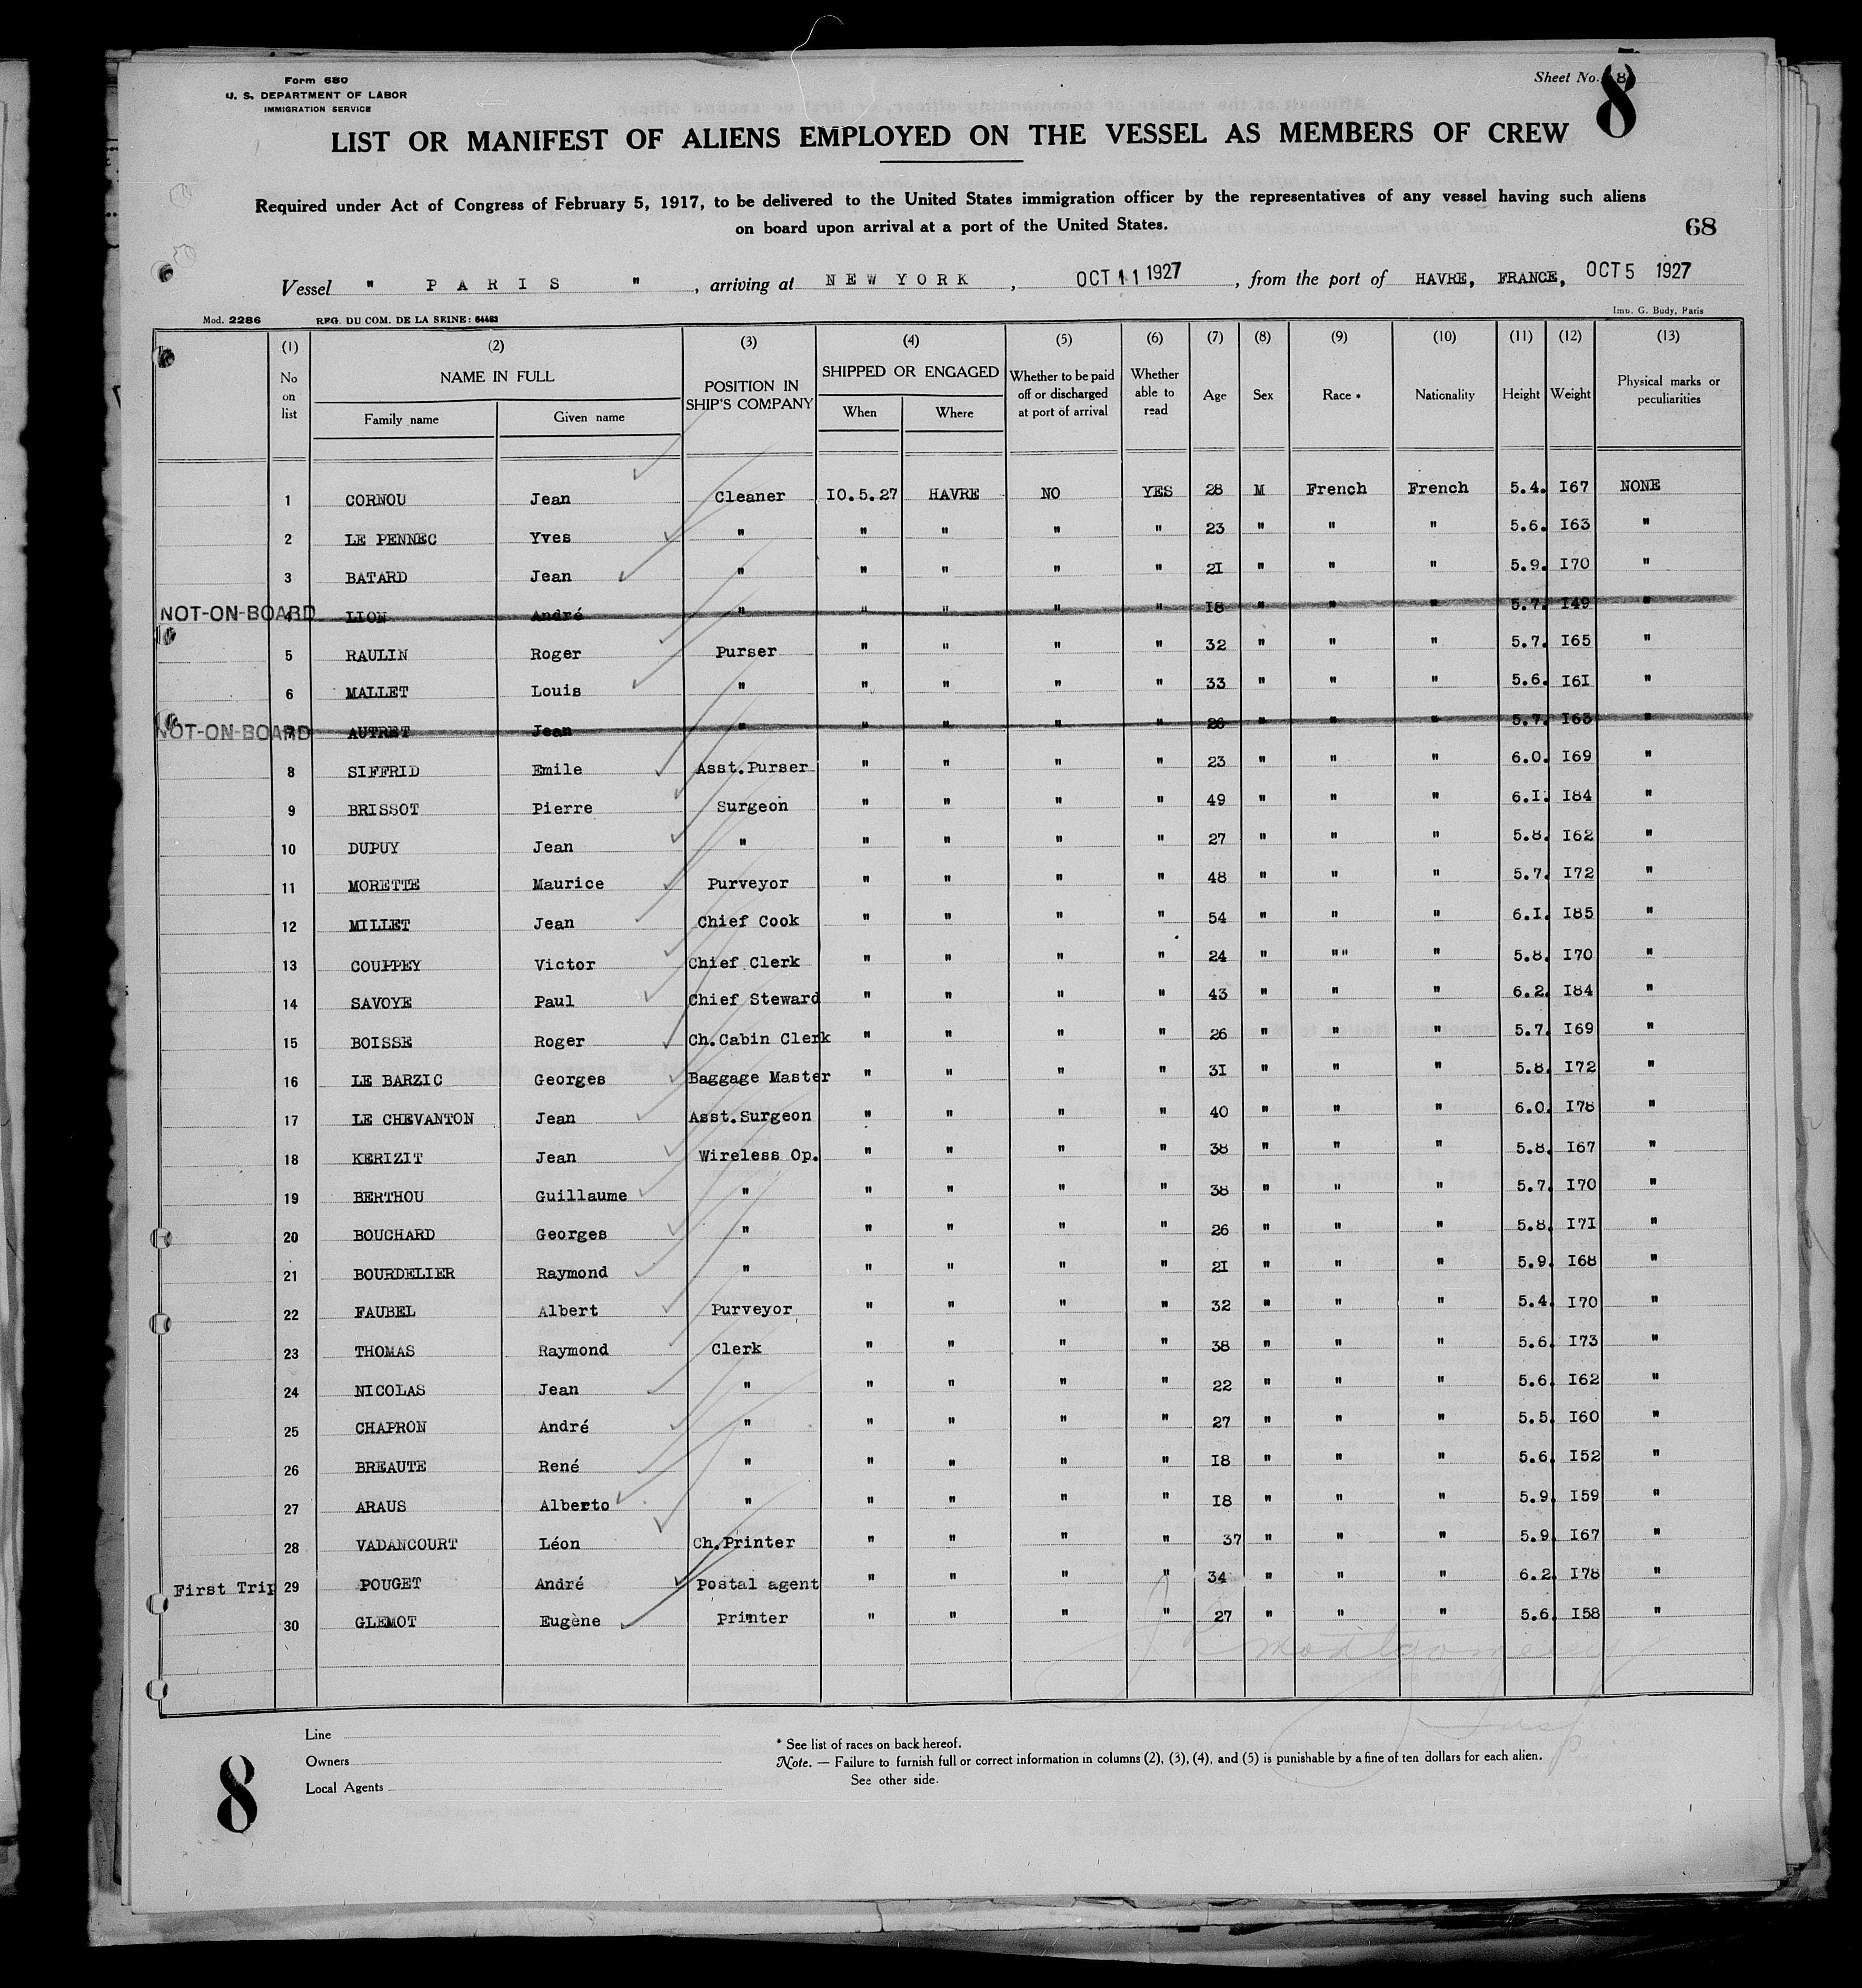 Form 680
U. S. DEPARTMENT OF LABOR
IMMIGRATION SERVICE
Sheet No. 8
8
LIST OR MANIFEST OF ALIENS EMPLOYED ON THE VESSEL AS MEMBERS OF CREW
Required under Act of Congress of February 5, 1917, to be delivered to the United States immigration officer by the representatives of any vessel having such aliens
on board upon arrival at a port of the United States.
68
Vessel " PARIS " , arriving at NEW YORK , OCT 11 1927 , from the port of HAVRE, FRANCE, OCT 5 1927
Mod. 2286 REG. DU COM. DE LA SEINE: 64483 Imp. G. Budy, Paris
(1) (2) (3) (4) (5) (6) (7) (8) (9) (10) (11) (12) (13)
No on list NAME IN FULL Family name Given name POSITION IN SHIP'S COMPANY SHIPPED OR ENGAGED When Where Whether to be paid off or discharged at port of arrival Whether able to read Age Sex Race * Nationality Height Weight Physical marks or peculiarities
1 CORNOU Jean Cleaner 10.5.27 HAVRE NO YES 28 M French French 5.4. I67 NONE
2 LE PENNEC Yves " " " " " 23 " " " 5.6. I63 "
3 BATARD Jean " " " " " 2I " " " 5.9. I70 "
NOT-ON-BOARD 4 LION André " " " " " I8 " " " 5.7. I49 "
5 RAULIN Roger Purser " " " " 32 " " " 5.7. I65 "
6 MALLET Louis " " " " " 33 " " " 5.6. I6I "
NOT-ON-BOARD 7 AUTRET Jean " " " " " 26 " " " 5.7. I63 "
8 SIFFRID Emile Asst.Purser " " " " 23 " " " 6.0. I69 "
9 BRISSOT Pierre Surgeon " " " " 49 " " " 6.I. I84 "
10 DUPUY Jean " " " " " 27 " " " 5.8. I62 "
11 MORETTE Maurice Purveyor " " " " 48 " " " 5.7. I72 "
12 MILLET Jean Chief Cook " " " " 54 " " " 6.I. I85 "
13 COUPPEY Victor Chief Clerk " " " " 24 " "" " 5.8. I70 "
14 SAVOYE Paul Chief Steward " " " " 43 " " " 6.2. I84 "
15 BOISSE Roger Ch.Cabin Clerk " " " " 26 " " " 5.7. I69 "
16 LE BARZIC Georges Baggage Master " " " " 3I " " " 5.8. I72 "
17 LE CHEVANTON Jean Asst.Surgeon " " " " 40 " " " 6.0. I78 "
18 KERIZIT Jean Wireless Op. " " " " 38 " " " 5.8. I67 "
19 BERTHOU Guillaume " " " " " 38 " " " 5.7. I70 "
20 BOUCHARD Georges " " " " " 26 " " " 5.8. I7I "
21 BOURDELIER Raymond " " " " " 2I " " " 5.9. I68 "
22 FAUBEL Albert Purveyor " " " " 32 " " " 5.4. I70 "
23 THOMAS Raymond Clerk " " " " 38 " " " 5.6. I73 "
24 NICOLAS Jean " " " " " 22 " " " 5.6. I62 "
25 CHAPRON André " " " " " 27 " " " 5.5. I60 "
26 BREAUTE René " " " " " I8 " " " 5.6. I52 "
27 ARAUS Alberto " " " " " I8 " " " 5.9. I59 "
28 VADANCOURT Léon Ch.Printer " " " " 37 " " " 5.9. I67 "
First Trip 29 POUGET André Postal agent " " " " 34 " " " 6.2. I78 "
30 GLEMOT Eugène Printer " " " " 27 " " " 5.6. I58 "
Montgomery
Insp
Line
Owners
Local Agents
8
* See list of races on back hereof.
Note. — Failure to furnish full or correct information in columns (2), (3), (4), and (5) is punishable by a fine of ten dollars for each alien.
See other side.